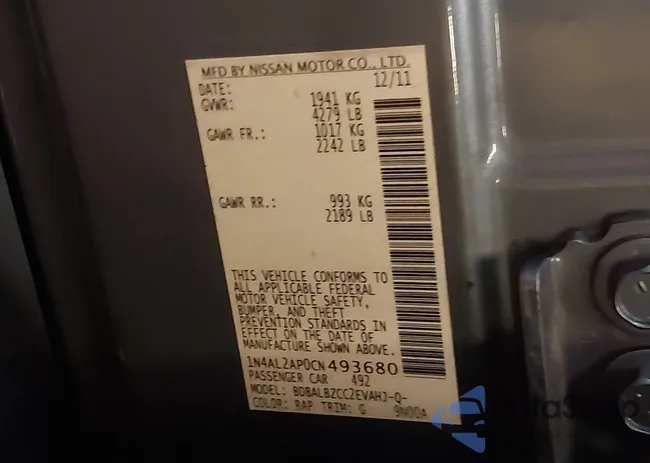 MFD BY NISSAN MOTOR CO., LTD.
DATE: 12/11
GVWR: 1941 KG
4279 LB
GAWR FR.: 1017 KG
2242 LB
GAWR RR.: 993 KG
2189 LB
THIS VEHICLE CONFORMS TO
ALL APPLICABLE FEDERAL
MOTOR VEHICLE SAFETY,
BUMPER, AND THEFT
PREVENTION STANDARDS IN
EFFECT ON THE DATE OF
MANUFACTURE SHOWN ABOVE.
1N4AL2AP0CN493680
PASSENGER CAR 492
MODEL: BDBALBZCC2EVAHJ-Q-
COLOR: RAP TRIM: G 9N00A